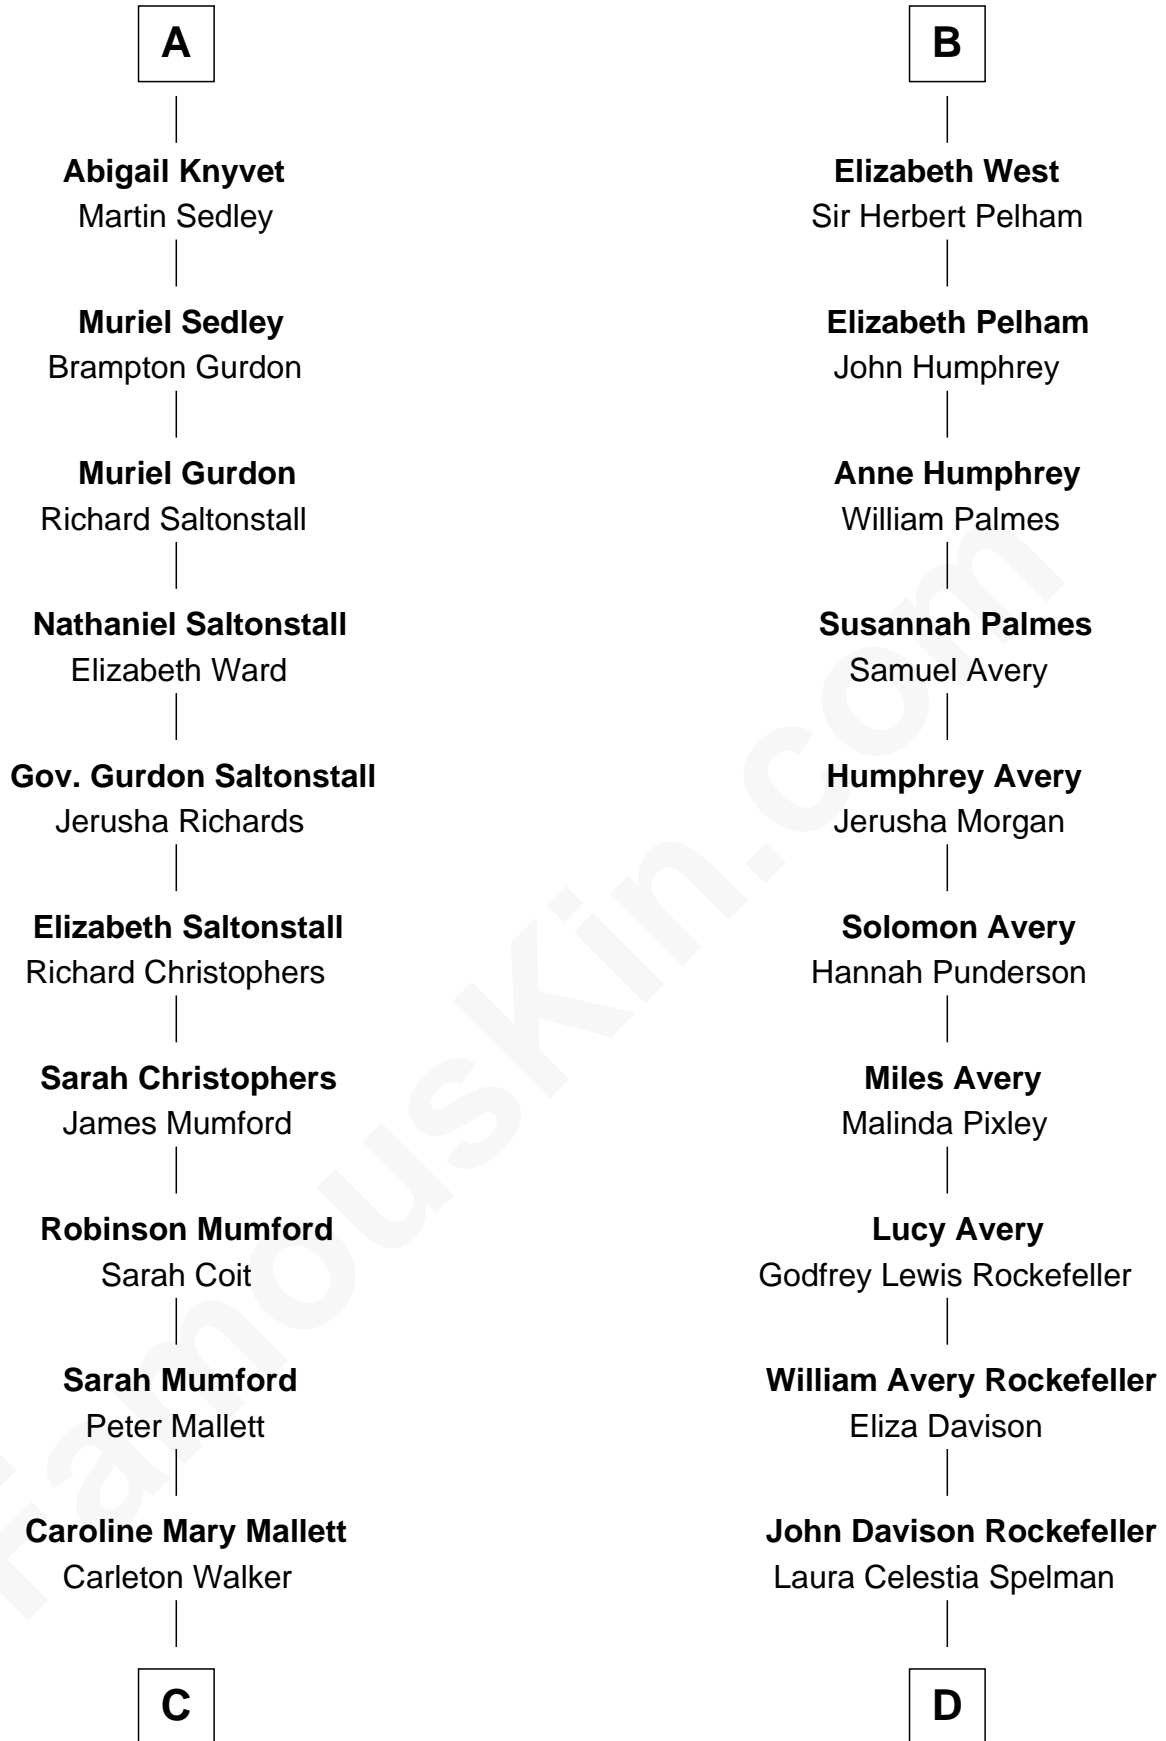 A
Abigail Knyvet
Martin Sedley
Muriel Sedley
Brampton Gurdon
Muriel Gurdon
Richard Saltonstall
Nathaniel Saltonstall
Elizabeth Ward
Gov. Gurdon Saltonstall
Jerusha Richards
Elizabeth Saltonstall
Richard Christophers
Sarah Christophers
James Mumford
Robinson Mumford
Sarah Coit
Sarah Mumford
Peter Mallett
Caroline Mary Mallett
Carleton Walker
C
B
Elizabeth West
Sir Herbert Pelham
Elizabeth Pelham
John Humphrey
Anne Humphrey
William Palmes
Susannah Palmes
Samuel Avery
Humphrey Avery
Jerusha Morgan
Solomon Avery
Hannah Punderson
Miles Avery
Malinda Pixley
Lucy Avery
Godfrey Lewis Rockefeller
William Avery Rockefeller
Eliza Davison
John Davison Rockefeller
Laura Celestia Spelman
D
FamousKin.com